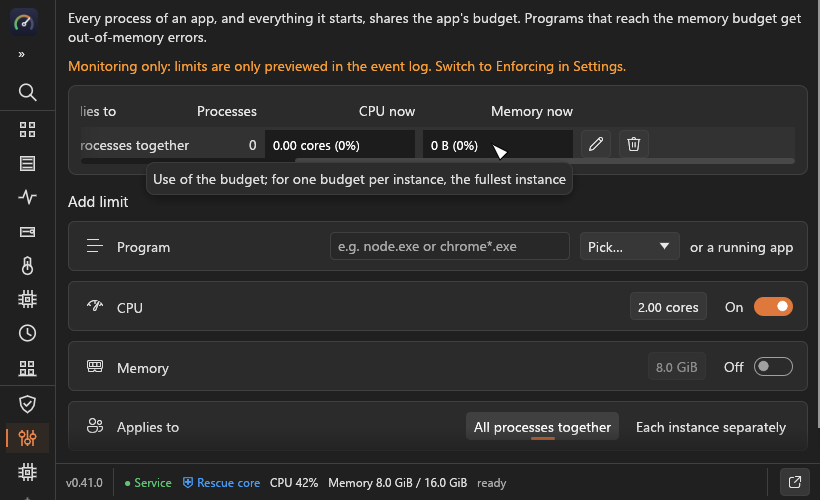 Every process of an app, and everything it starts, shares the app's budget. Programs that reach the memory budget get
out-of-memory errors.
»
Monitoring only: limits are only previewed in the event log. Switch to Enforcing in Settings.
lies to Processes CPU now Memory now
rocesses together 0 0.00 cores (0%) 0 B (0%)
Use of the budget; for one budget per instance, the fullest instance
Add limit
Program e.g. node.exe or chrome*.exe Pick... or a running app
CPU 2.00 cores On
Memory 8.0 GiB Off
Applies to All processes together Each instance separately
v0.41.0 Service Rescue core CPU 42% Memory 8.0 GiB / 16.0 GiB ready